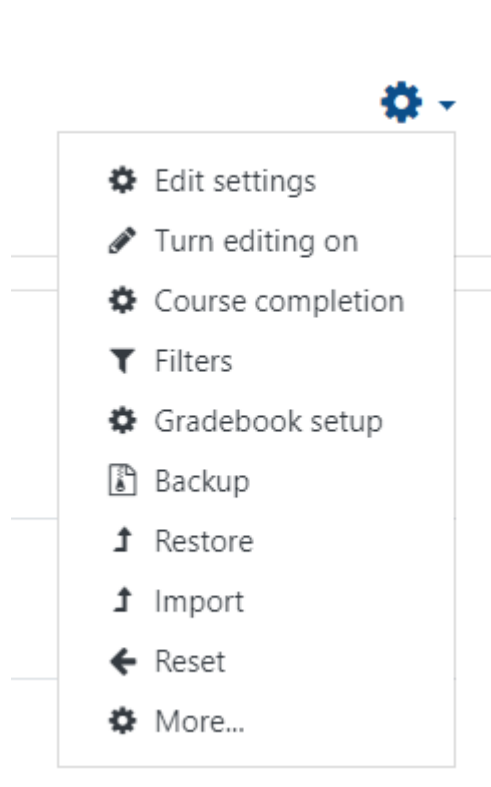 Edit settings
Turn editing on
Course completion
Filters
Gradebook setup
Backup
Restore
Import
Reset
More...